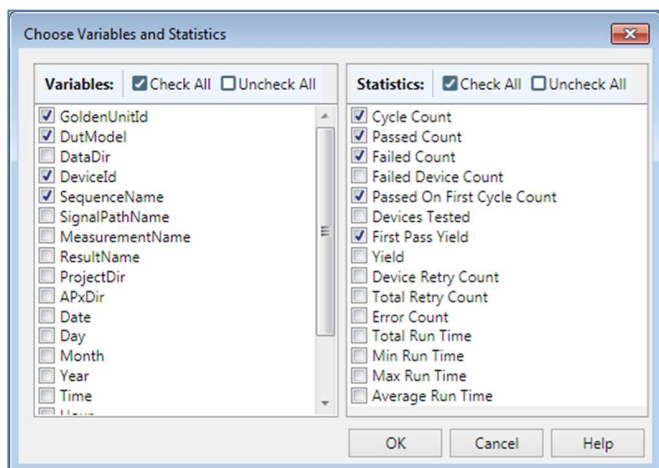 Choose Variables and Statistics
Variables: Check All Uncheck All
GoldenUnitId
DutModel
DataDir
DeviceId
SequenceName
SignalPathName
MeasurementName
ResultName
ProjectDir
APxDir
Date
Day
Month
Year
Time
Statistics: Check All Uncheck All
Cycle Count
Passed Count
Failed Count
Failed Device Count
Passed On First Cycle Count
Devices Tested
First Pass Yield
Yield
Device Retry Count
Total Retry Count
Error Count
Total Run Time
Min Run Time
Max Run Time
Average Run Time
OK Cancel Help